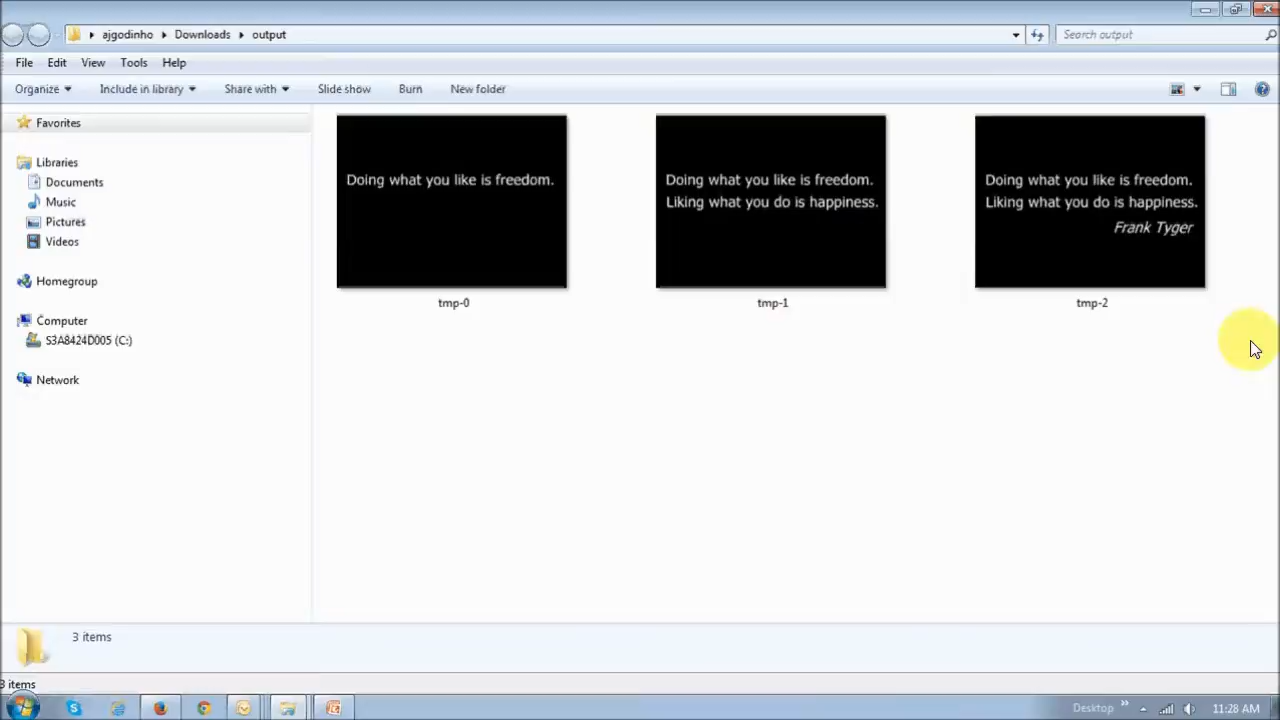 ajgodinho Downloads output
Search output
File Edit View Tools Help
Organize Include in library Share with Slide show Burn New folder
Favorites
Libraries
Documents
Music
Pictures
Videos
Homegroup
Computer
S3A8424D005 (C:)
Network
Doing what you like is freedom.
tmp-0
Doing what you like is freedom.
Liking what you do is happiness.
tmp-1
Doing what you like is freedom.
Liking what you do is happiness.
Frank Tyger
tmp-2
3 items
3 items
Desktop
11:28 AM